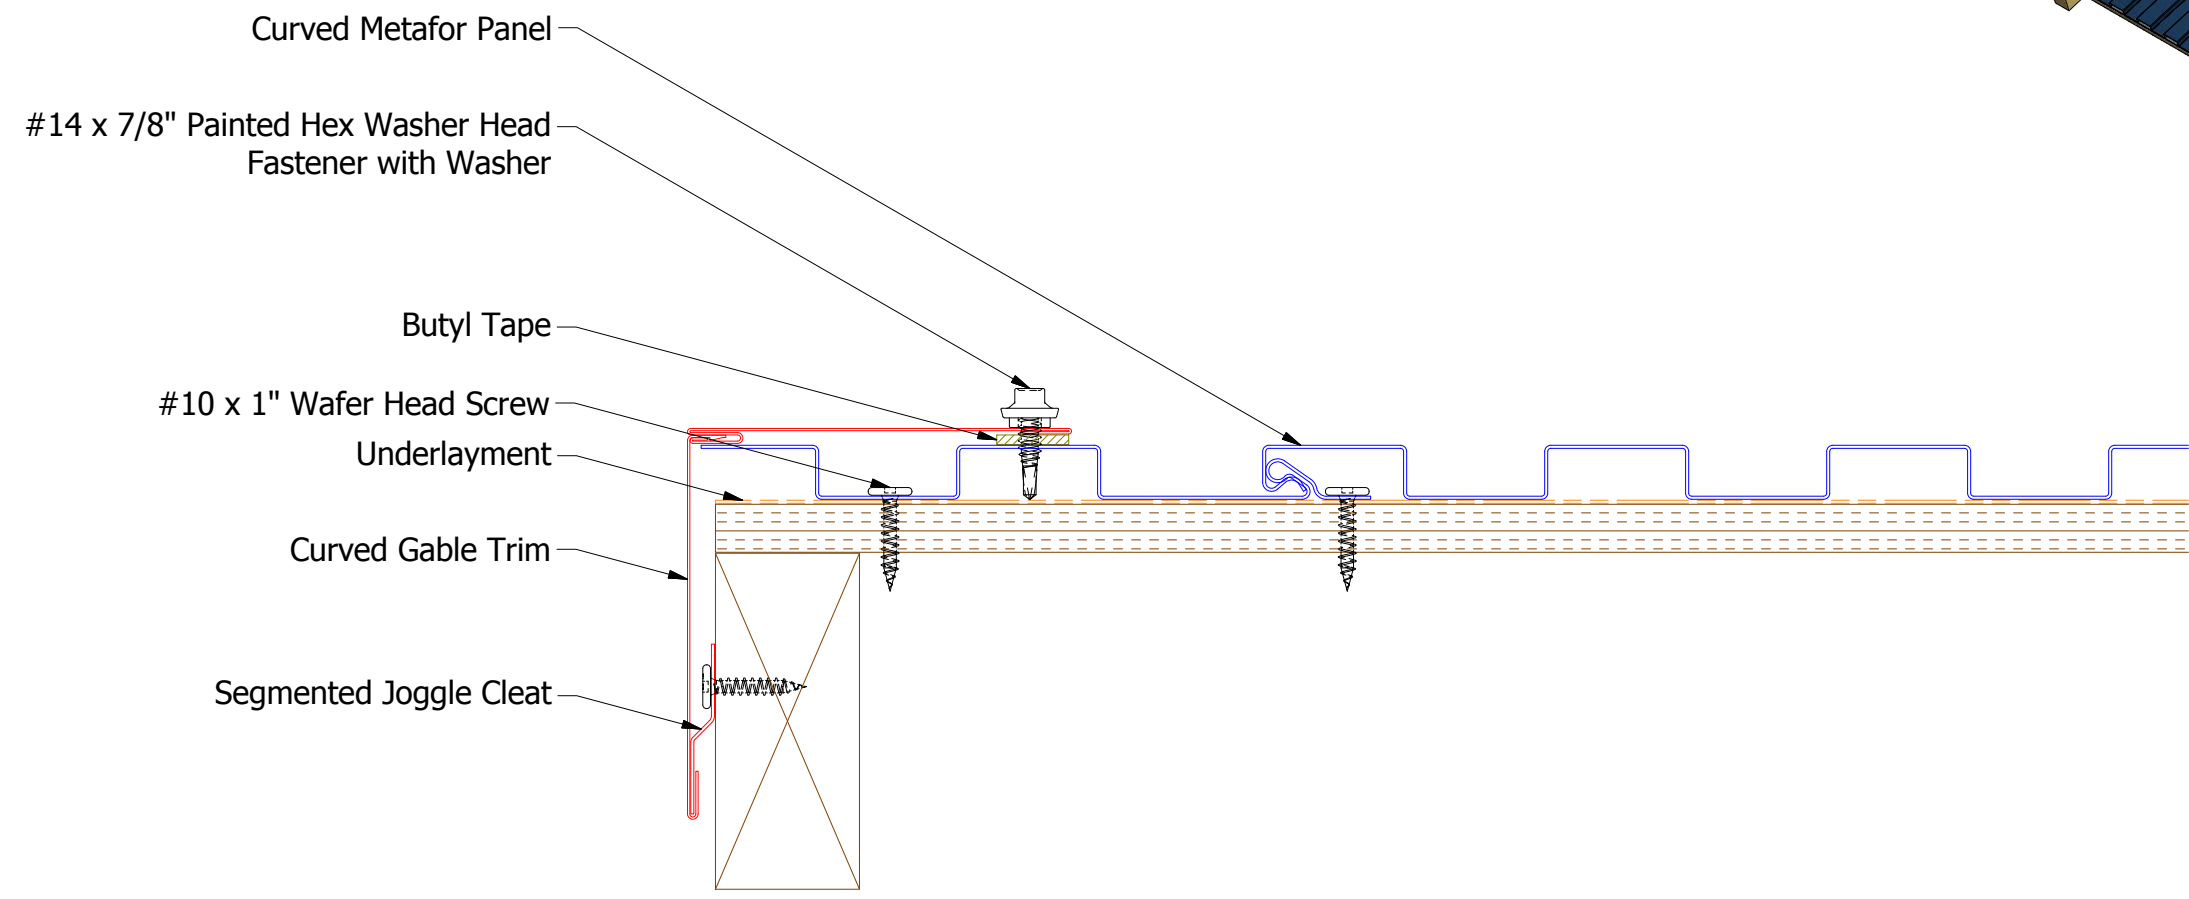 Curved Metafor Panel
#14 x 7/8" Painted Hex Washer Head
Fastener with Washer
Butyl Tape
#10 x 1" Wafer Head Screw
Underlayment
Curved Gable Trim
Segmented Joggle Cleat